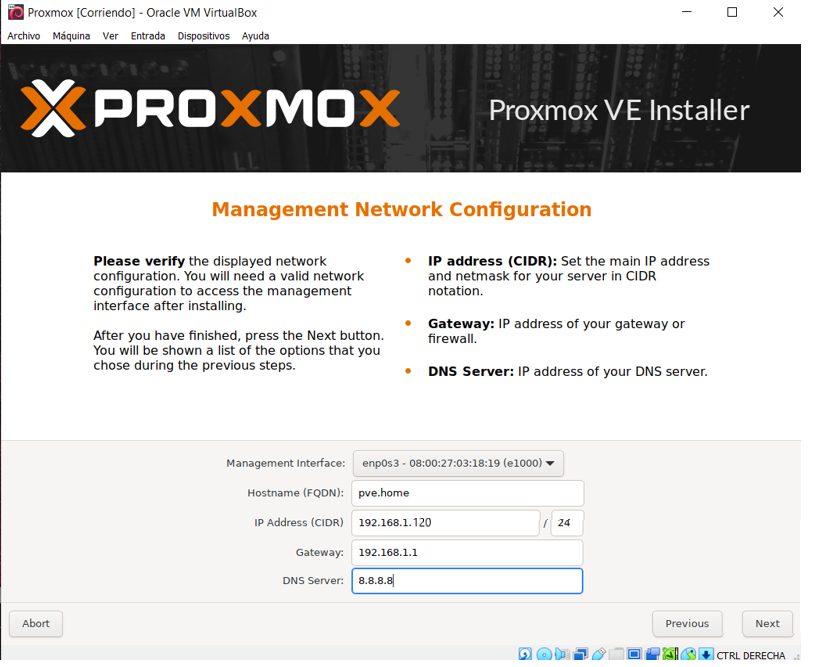 Proxmox [Corriendo] - Oracle VM VirtualBox
Archivo Máquina Ver Entrada Dispositivos Ayuda
PROXMOX
Proxmox VE Installer
Management Network Configuration
Please verify the displayed network
configuration. You will need a valid network
configuration to access the management
interface after installing.
After you have finished, press the Next button.
You will be shown a list of the options that you
chose during the previous steps.
• IP address (CIDR): Set the main IP address
and netmask for your server in CIDR
notation.
• Gateway: IP address of your gateway or
firewall.
• DNS Server: IP address of your DNS server.
Management Interface: enp0s3 - 08:00:27:03:18:19 (e1000)
Hostname (FQDN): pve.home
IP Address (CIDR) 192.168.1.120 / 24
Gateway: 192.168.1.1
DNS Server: 8.8.8.8
Abort Previous Next
CTRL DERECHA